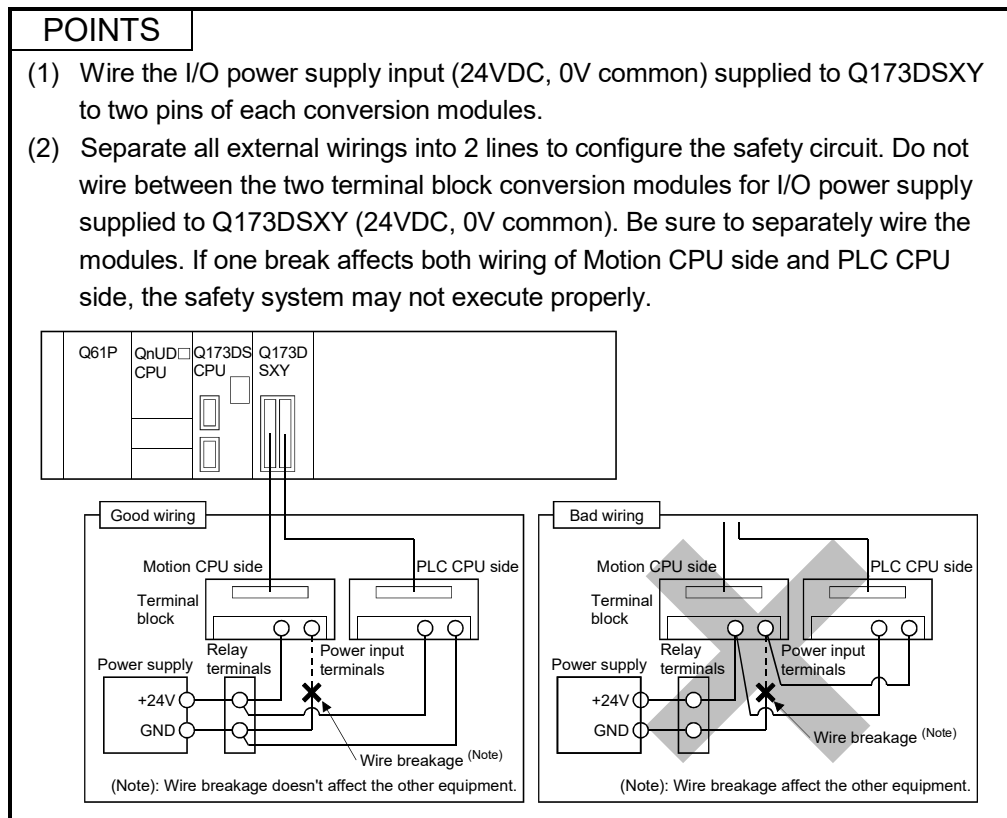 POINTS
(1) Wire the I/O power supply input (24VDC, 0V common) supplied to Q173DSXY
to two pins of each conversion modules.
(2) Separate all external wirings into 2 lines to configure the safety circuit. Do not
wire between the two terminal block conversion modules for I/O power supply
supplied to Q173DSXY (24VDC, 0V common). Be sure to separately wire the
modules. If one break affects both wiring of Motion CPU side and PLC CPU
side, the safety system may not execute properly.
Q61P
QnUD□
CPU
Q173DS
CPU
Q173D
SXY
Good wiring
Motion CPU side
PLC CPU side
Terminal
block
Relay
terminals
Power input
terminals
Power supply
+24V
GND
Wire breakage (Note)
(Note): Wire breakage doesn't affect the other equipment.
Bad wiring
Motion CPU side
PLC CPU side
Terminal
block
Relay
terminals
Power input
terminals
Power supply
+24V
GND
Wire breakage (Note)
(Note): Wire breakage affect the other equipment.